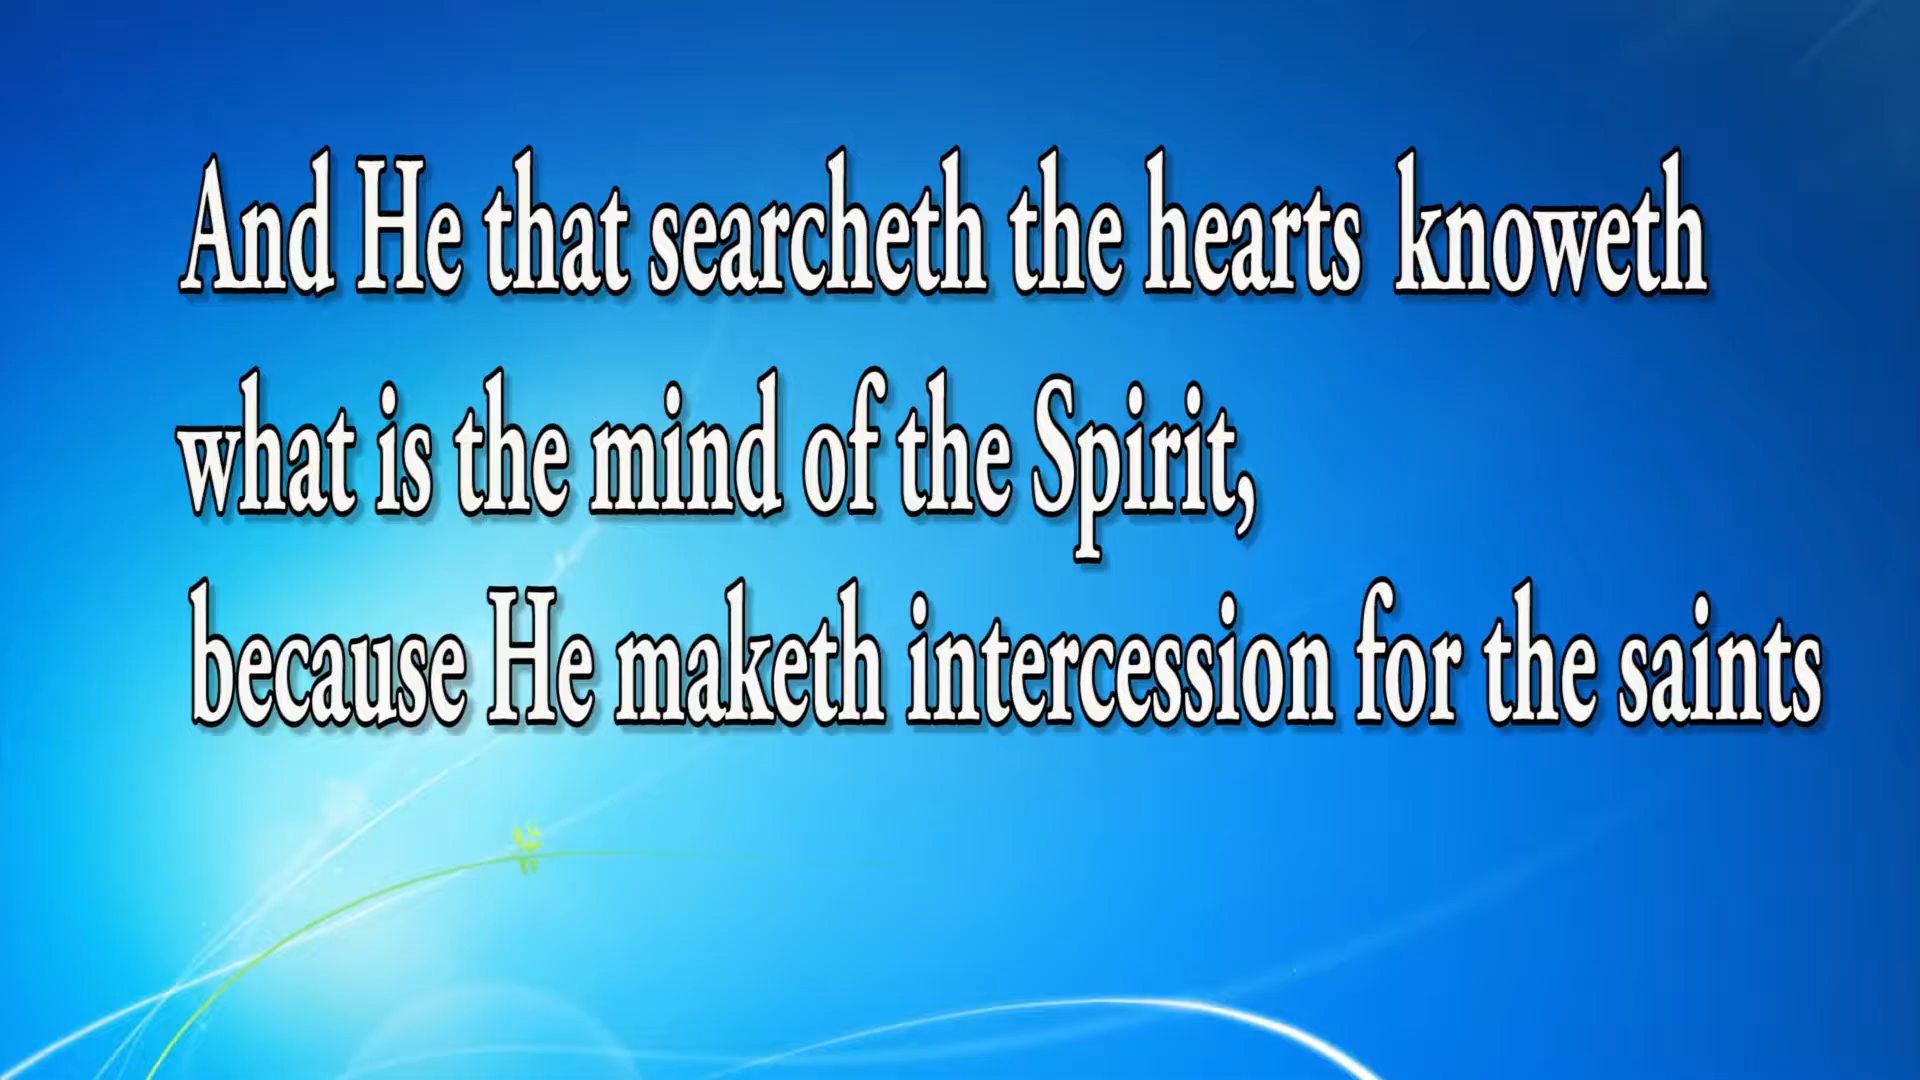 And He that searcheth the hearts knoweth
what is the mind of the Spirit,
because He maketh intercession for the saints